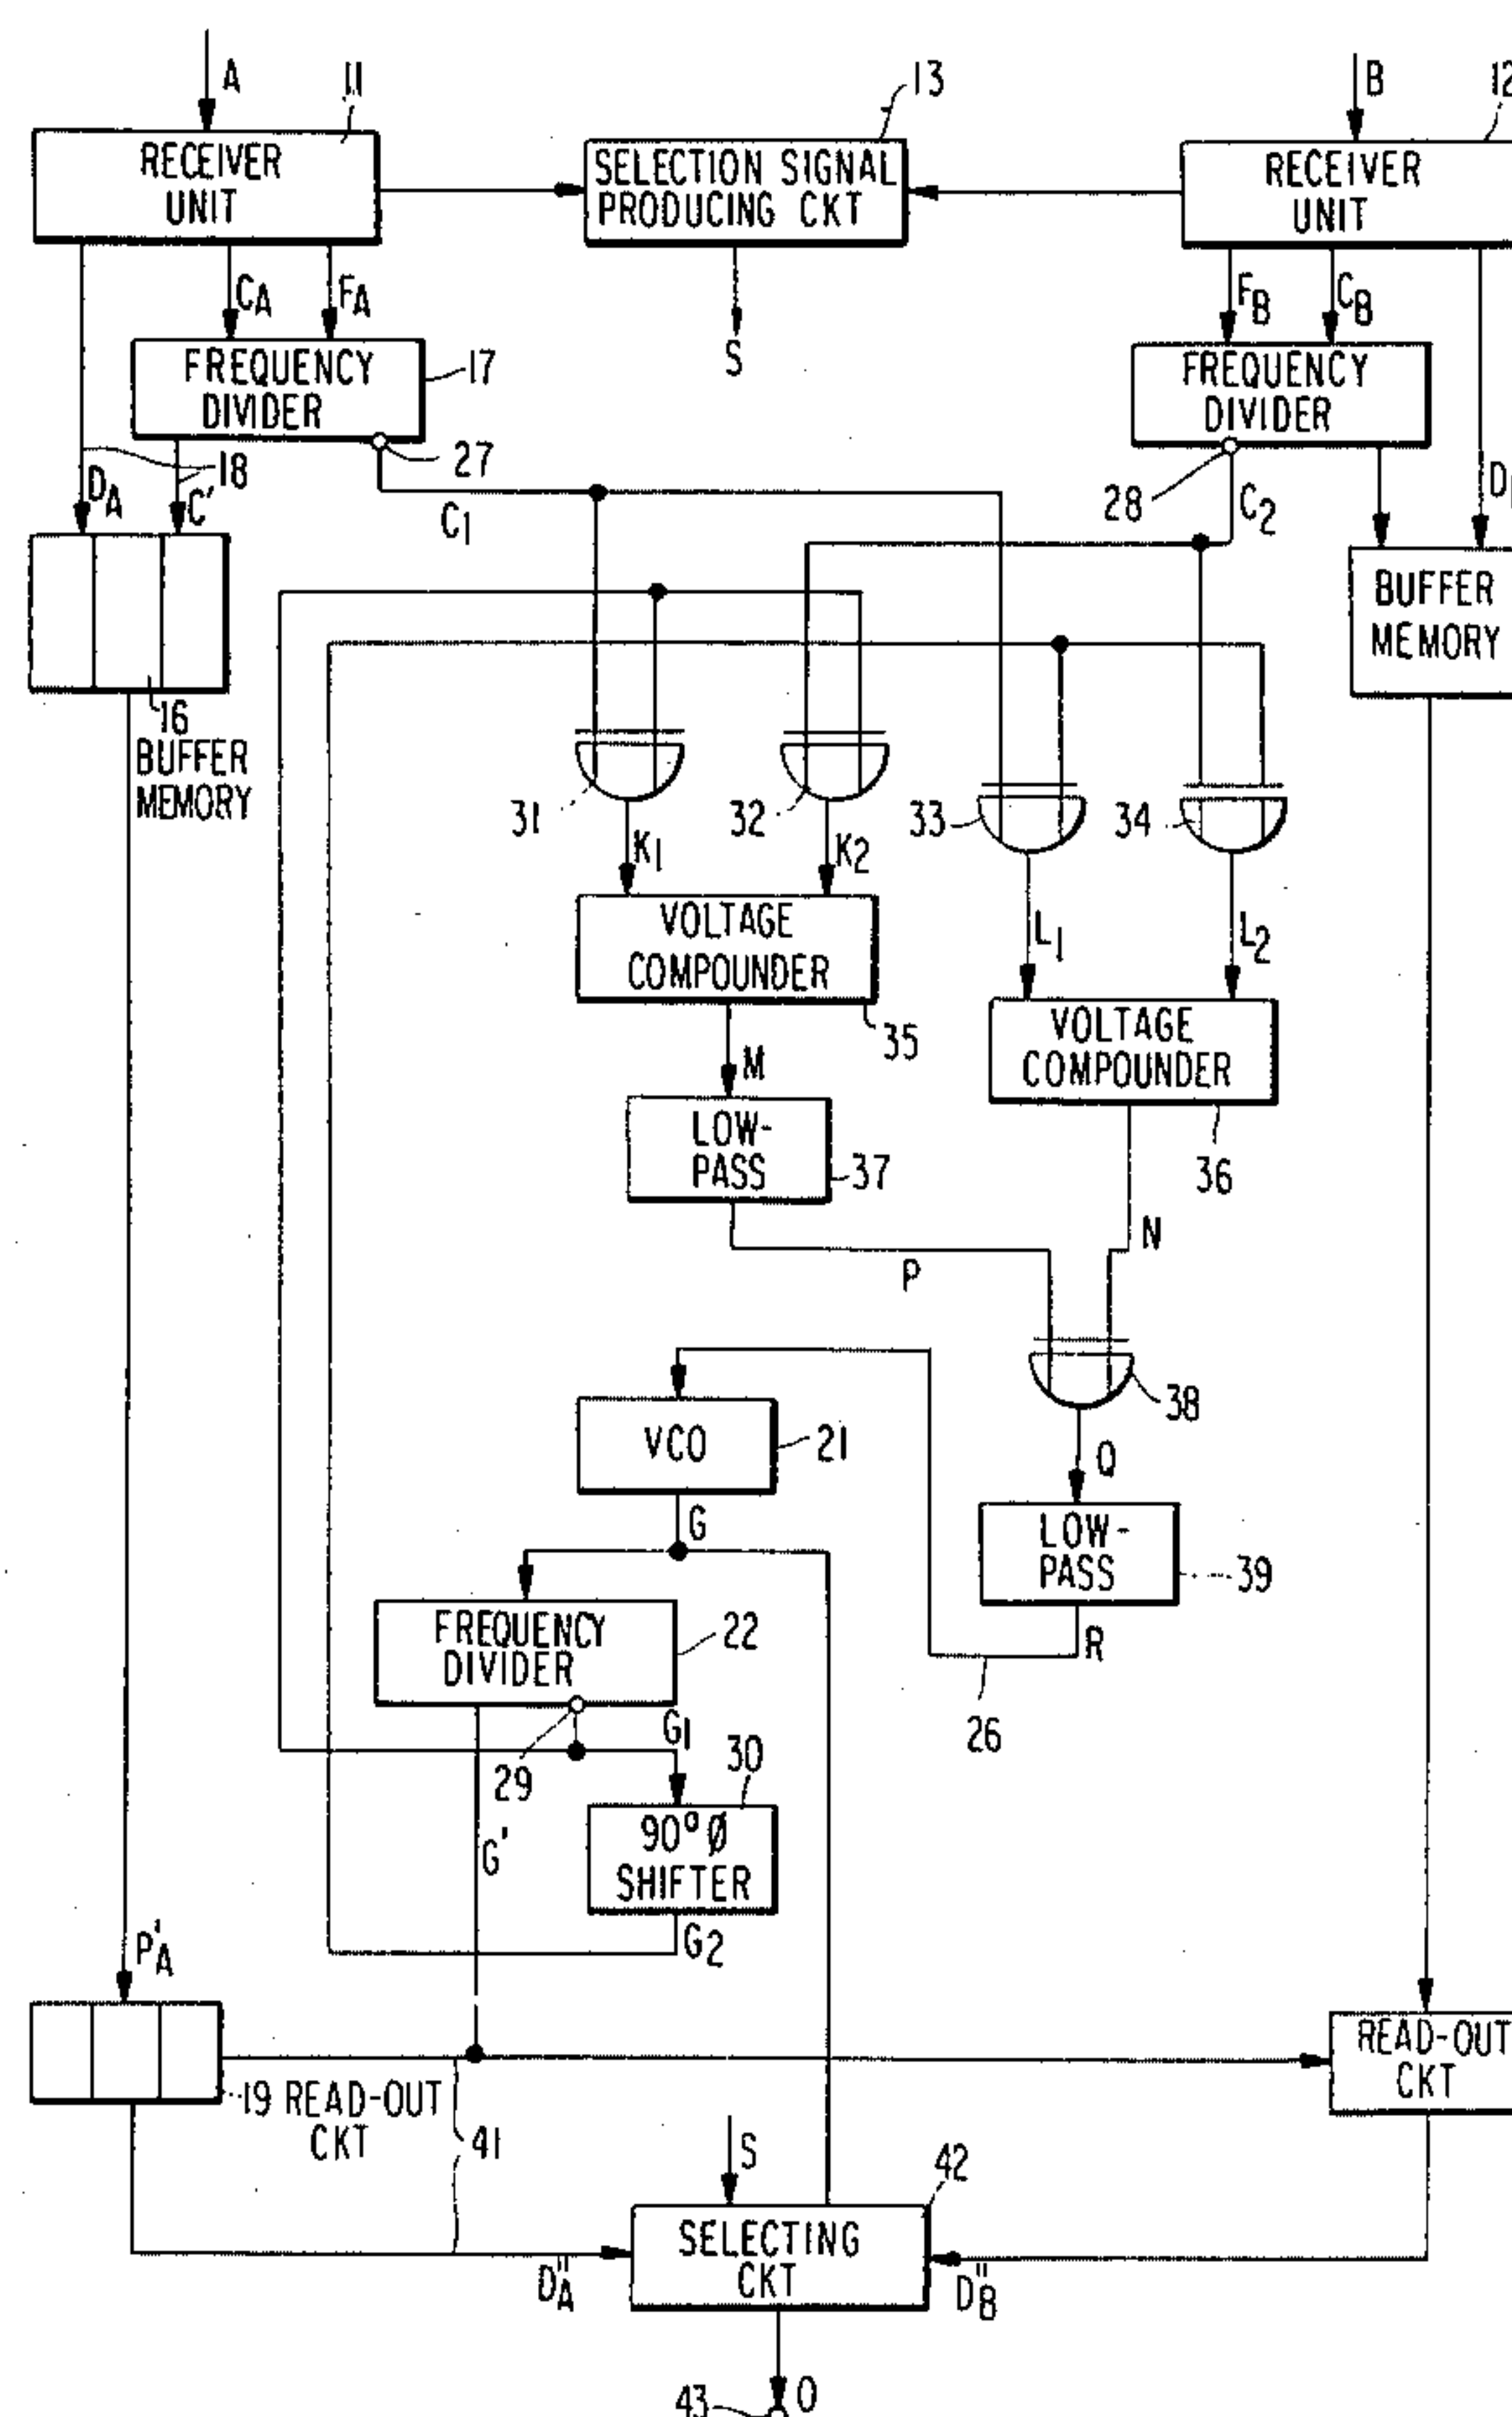 A
11
13
B
12
RECEIVER
UNIT
SELECTION SIGNAL
PRODUCING CKT
RECEIVER
UNIT
CA
FA
S
FB
CB
FREQUENCY
DIVIDER
17
FREQUENCY
DIVIDER
18
27
DA
C'
C1
28
C2
D
BUFFER
MEMORY
16
BUFFER
MEMORY
31
32
33
34
K1
K2
VOLTAGE
COMPOUNDER
L1
L2
35
VOLTAGE
COMPOUNDER
M
LOW-
PASS
37
36
N
P
38
VCO
21
Q
G
LOW-
PASS
39
FREQUENCY
DIVIDER
22
R
26
G1
29
30
90° Ø
SHIFTER
G'
G2
P'A
READ-OUT
CKT
19 READ-OUT
CKT
41
S
42
SELECTING
CKT
D"A
D"B
43
O